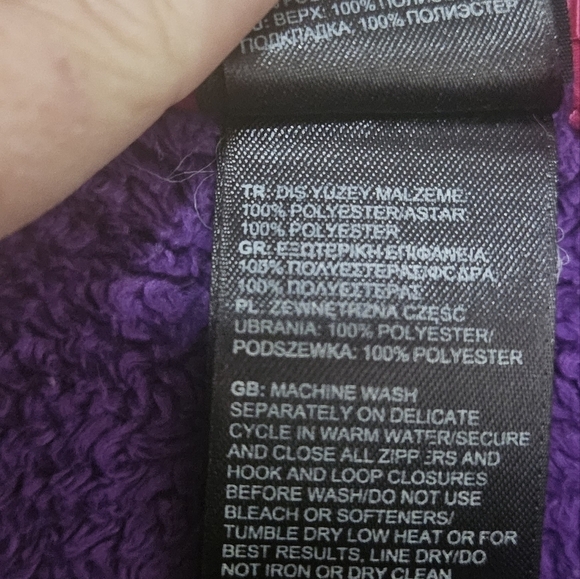 ВЕРХ: 100% ПОЛИЭСТЕР
ПОДКЛАДКА: 100% ПОЛИЭСТЕР
TR: DIŞ YÜZEY MALZEME:
100% POLYESTER/ASTAR:
100% POLYESTER
GR: ΕΞΩΤΕΡΙΚΗ ΕΠΙΦΑΝΕΙΑ:
100% ΠΟΛΥΕΣΤΕΡΑΣ/ΦΟΔΡΑ:
100% ΠΟΛΥΕΣΤΕΡΑΣ
PL: ZEWNĘTRZNA CZĘŚĆ
UBRANIA: 100% POLYESTER/
PODSZEWKA: 100% POLYESTER
GB: MACHINE WASH
SEPARATELY ON DELICATE
CYCLE IN WARM WATER/SECURE
AND CLOSE ALL ZIPPERS AND
HOOK AND LOOP CLOSURES
BEFORE WASH/DO NOT USE
BLEACH OR SOFTENERS/
TUMBLE DRY LOW HEAT OR FOR
BEST RESULTS, LINE DRY/DO
NOT IRON OR DRY CLEAN